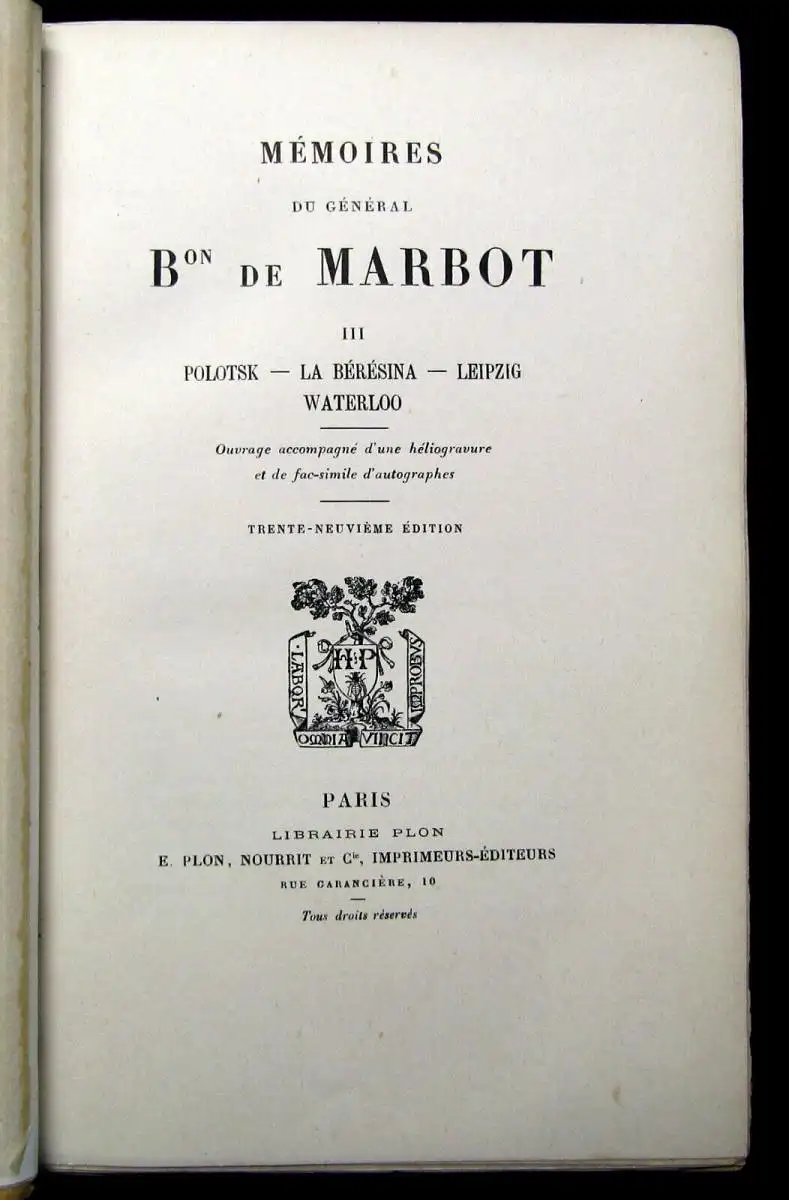 MÉMOIRES
DU GÉNÉRAL
BON DE MARBOT
III
POLOTSK — LA BÉRÉSINA — LEIPZIG
WATERLOO
Ouvrage accompagné d'une héliogravure
et de fac-simile d'autographes
TRENTE-NEUVIÈME ÉDITION
·LABOR·
H·P
IMPROBVS·
OMNIA VINCIT
PARIS
LIBRAIRIE PLON
E. PLON, NOURRIT ET Cie, IMPRIMEURS-ÉDITEURS
RUE GARANCIÈRE, 10
Tous droits réservés